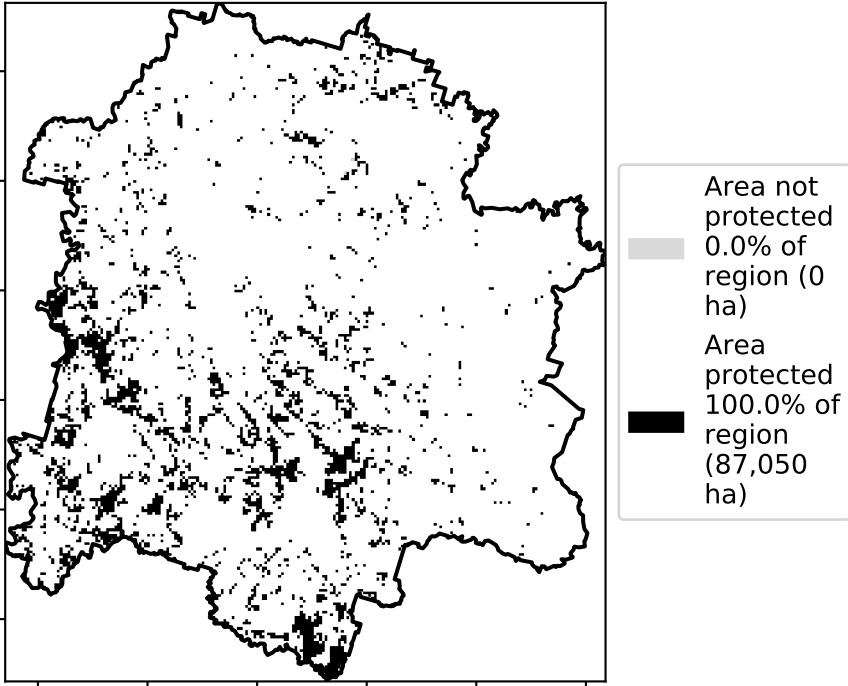 Area not
protected
0.0% of
region (0
ha)
Area
protected
100.0% of
region
(87,050
ha)